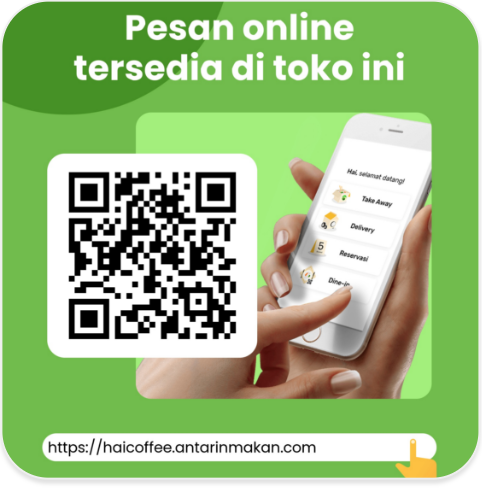 Pesan online
tersedia di toko ini
Hai, selamat datang!
Take Away
Delivery
5
Reservasi
Dine-in
https://haicoffee.antarinmakan.com